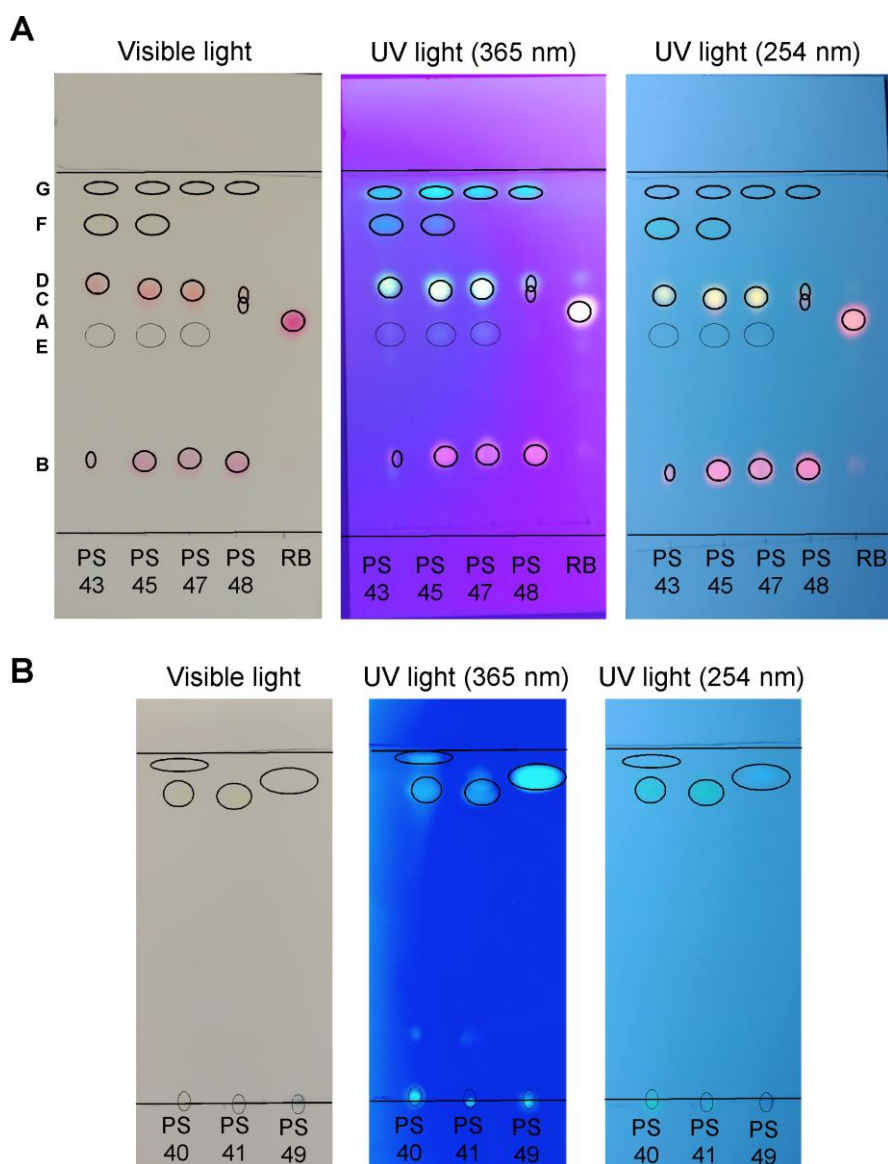 A
Visible light
UV light (365 nm)
UV light (254 nm)
G
F
D
C
A
E
B
PS PS PS PS RB
43 45 47 48
PS PS PS PS RB
43 45 47 48
PS PS PS PS RB
43 45 47 48
B
Visible light
UV light (365 nm)
UV light (254 nm)
PS PS PS
40 41 49
PS PS PS
40 41 49
PS PS PS
40 41 49